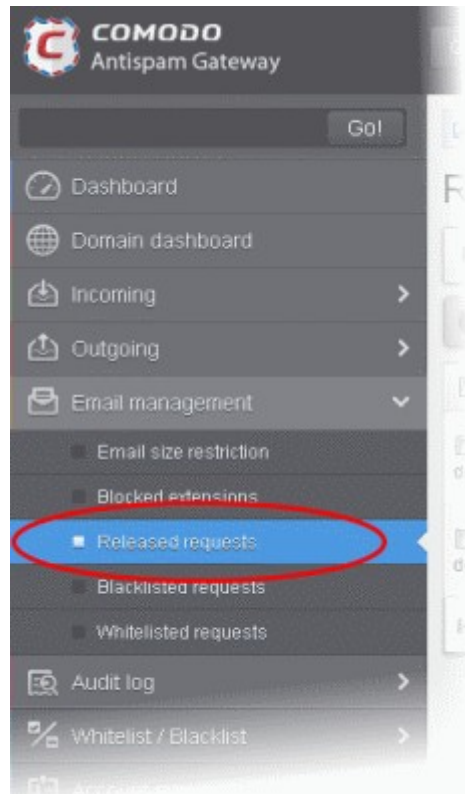 COMODO
Antispam Gateway
Go!
Dashboard
Domain dashboard
Incoming
Outgoing
Email management
Email size restriction
Blocked extensions
Released requests
Blacklisted requests
Whitelisted requests
Audit log
Whitelist / Blacklist